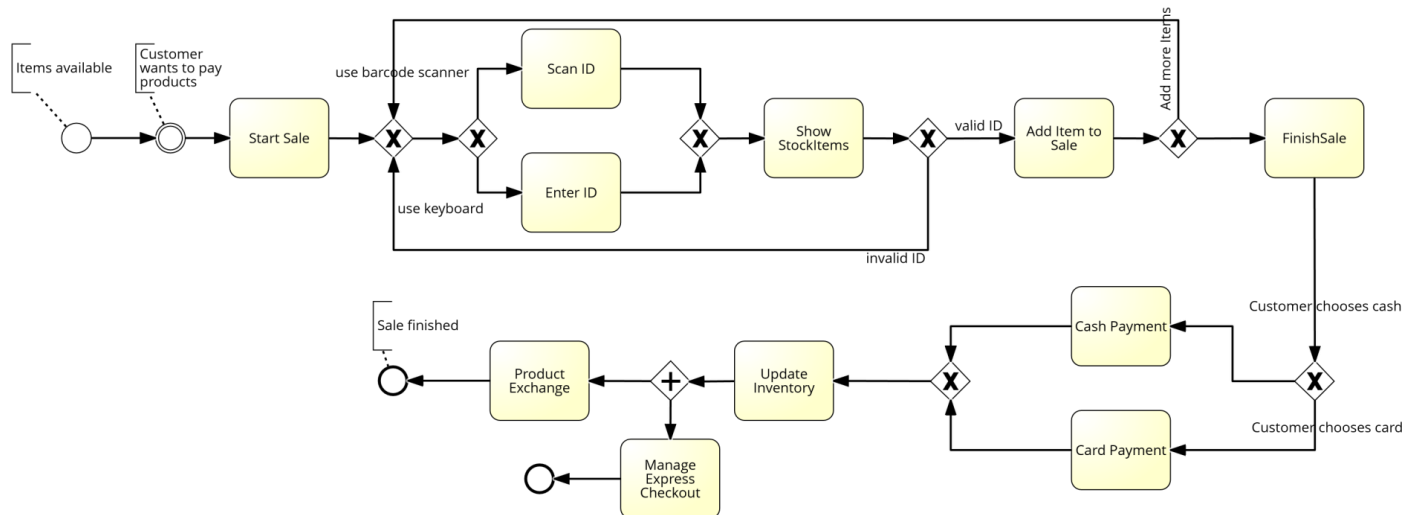 Items available
Customer
wants to pay
products
Start Sale
use barcode scanner
use keyboard
Scan ID
Enter ID
Show
StockItems
valid ID
invalid ID
Add Item to
Sale
Add more Items
FinishSale
Customer chooses cash
Customer chooses card
Cash Payment
Card Payment
Update
Inventory
Product
Exchange
Sale finished
Manage
Express
Checkout